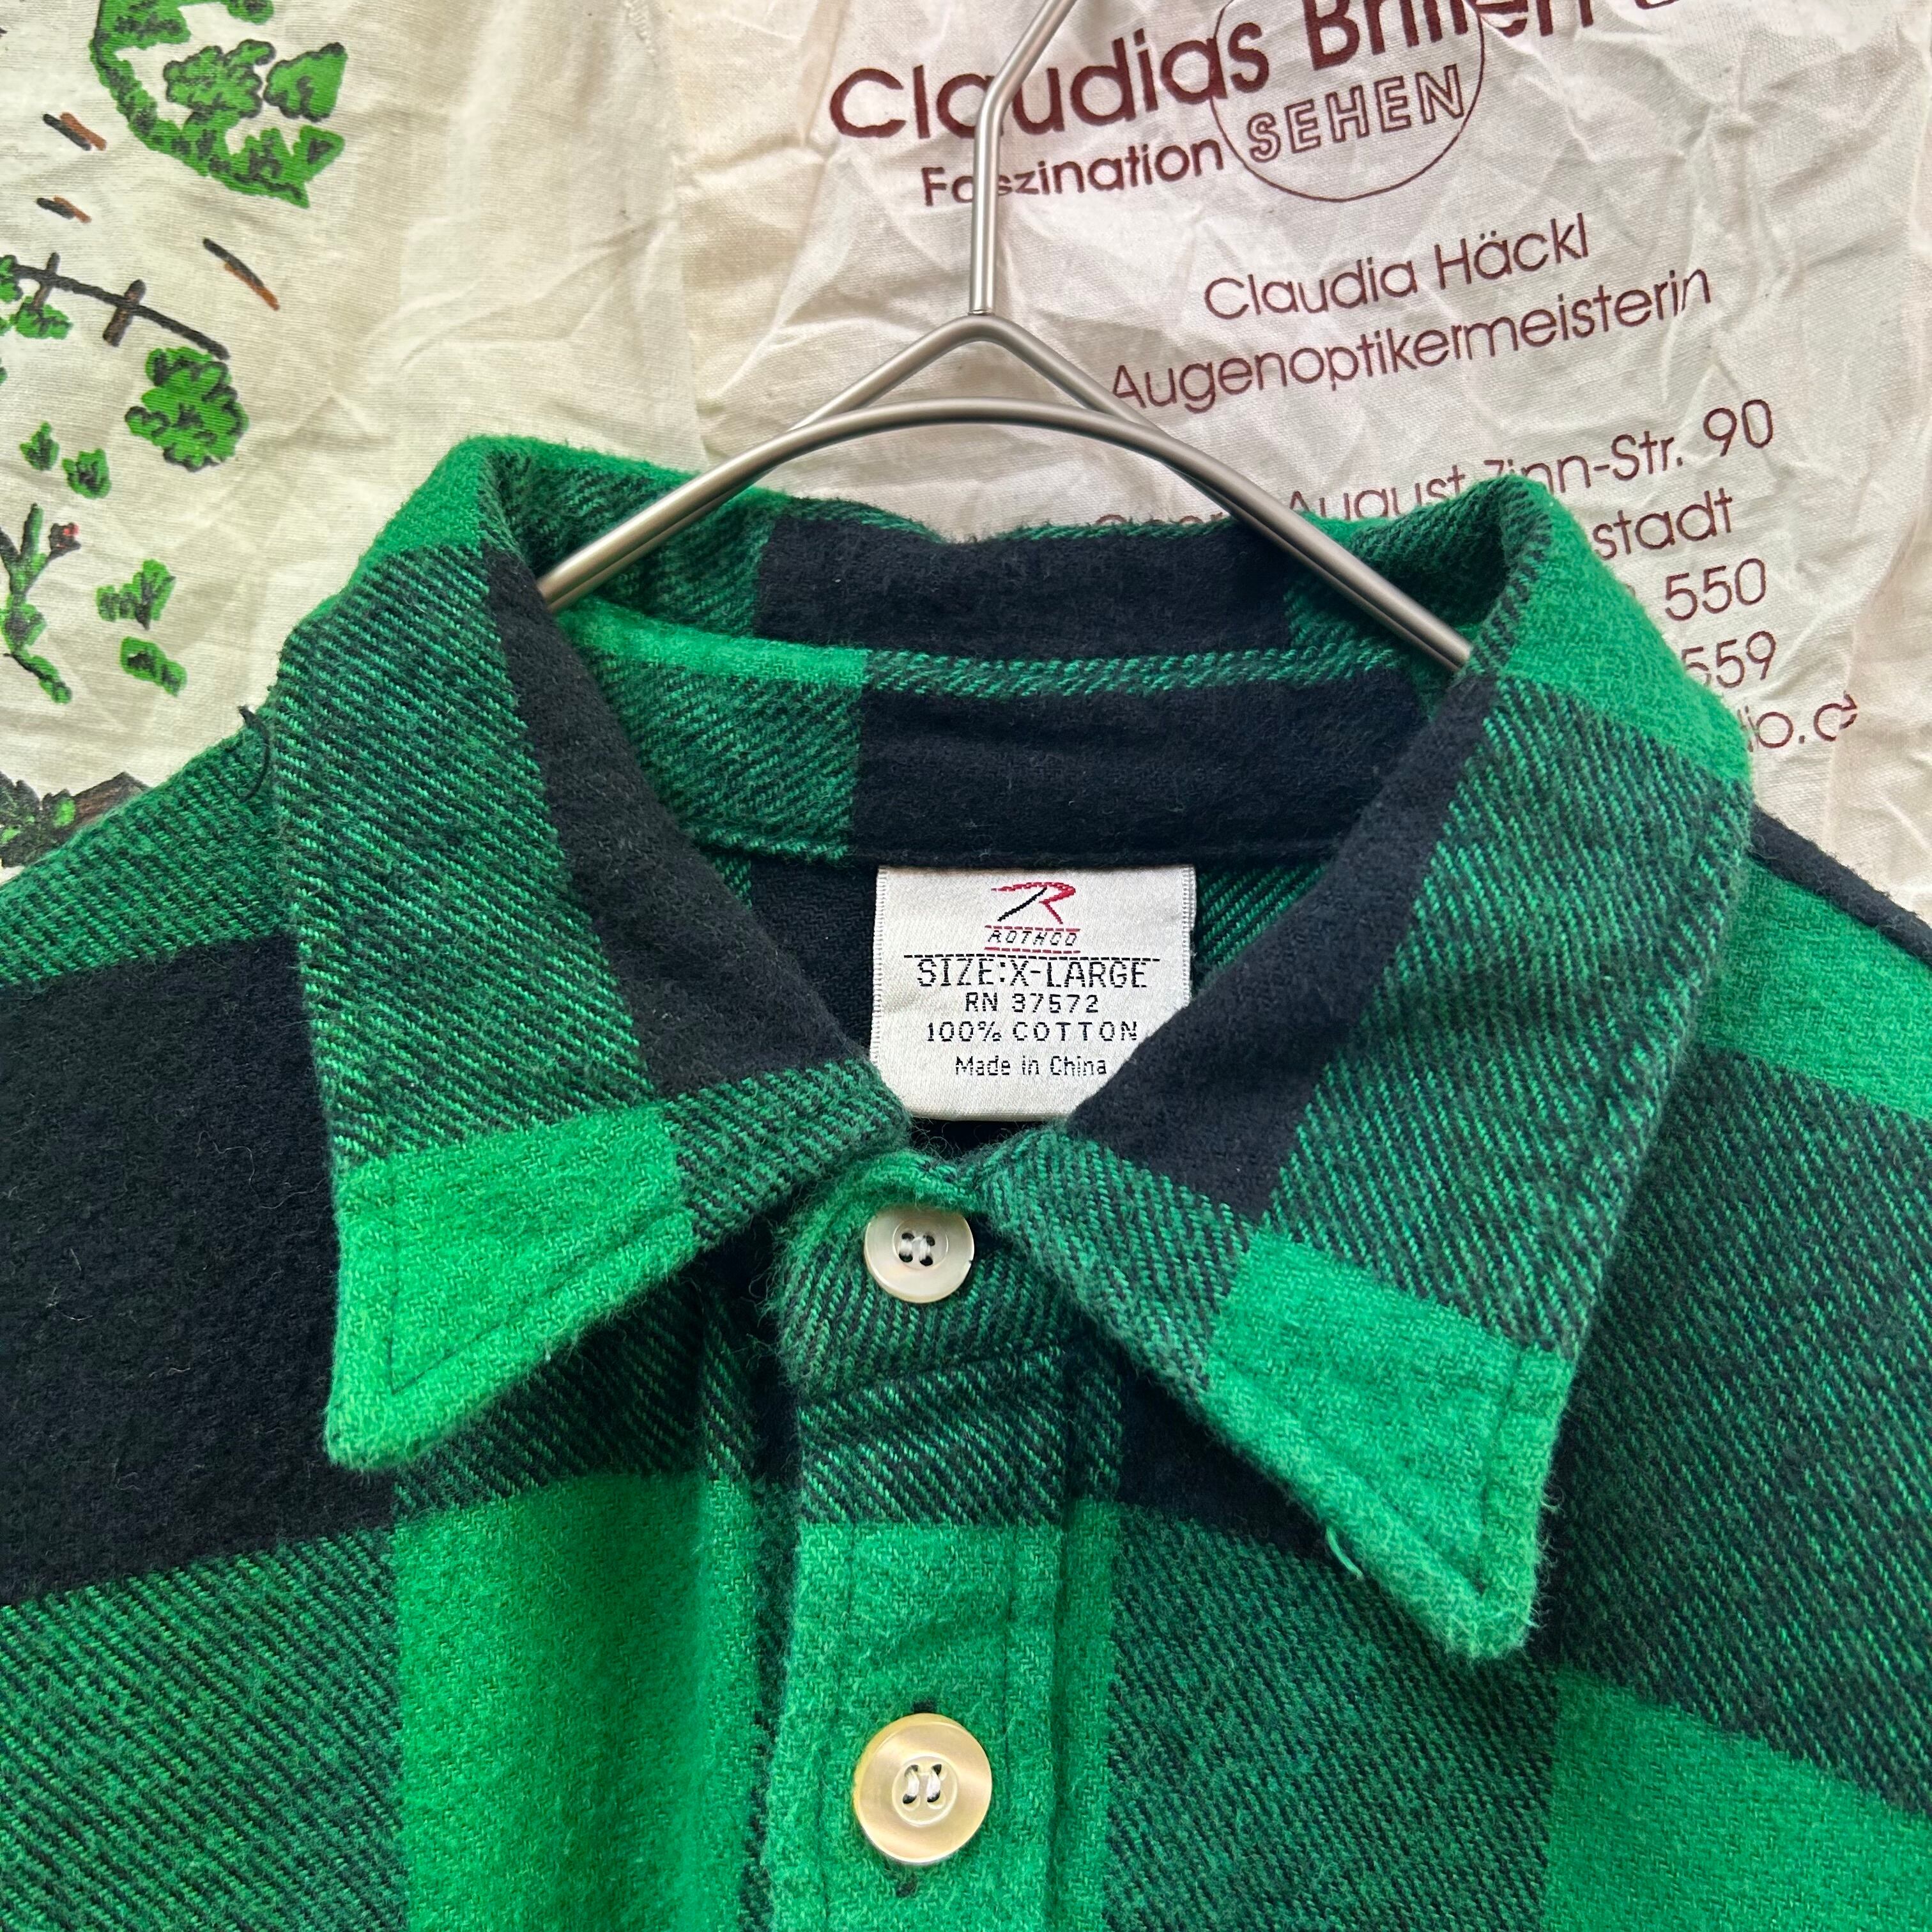 Claudias Brillen
Faszination SEHEN
Claudia Häckl
Augenoptikermeisterin
August-Zinn-Str. 90
stadt
550
559
ROTHCO
SIZE:X-LARGE
RN 37572
100% COTTON
Made in China